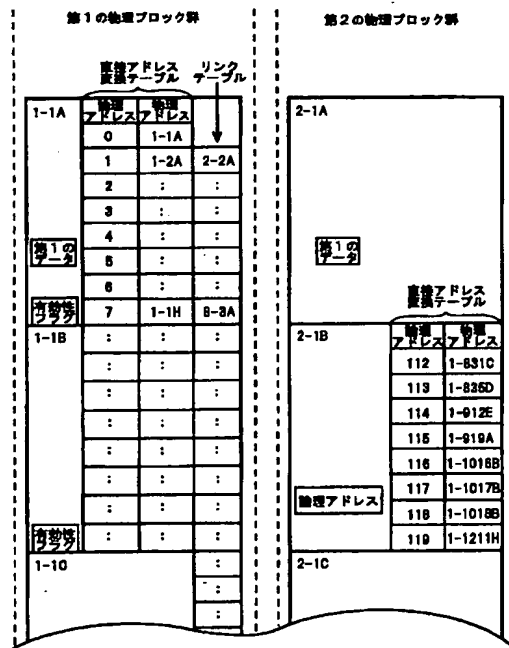 第1の物理ブロック群
第2の物理ブロック群
直接アドレス
変換テーブル
リンク
テーブル
1-1A
論理
アドレス
物理
アドレス
0 1-1A
1 1-2A 2-2A
2 : :
3 : :
4 : :
5 : :
6 : :
7 1-1H 8-3A
第1の
データ
有効性
フラグ
1-1B
: : :
: : :
: : :
: : :
: : :
: : :
: : :
: : :
有効性
フラグ
1-1C
:
:
:
2-1A
第1の
データ
直接アドレス
変換テーブル
2-1B
論理
アドレス
物理
アドレス
112 1-831C
113 1-835D
114 1-912E
115 1-919A
116 1-1016B
117 1-1017B
118 1-1018B
119 1-1211H
論理アドレス
2-1C